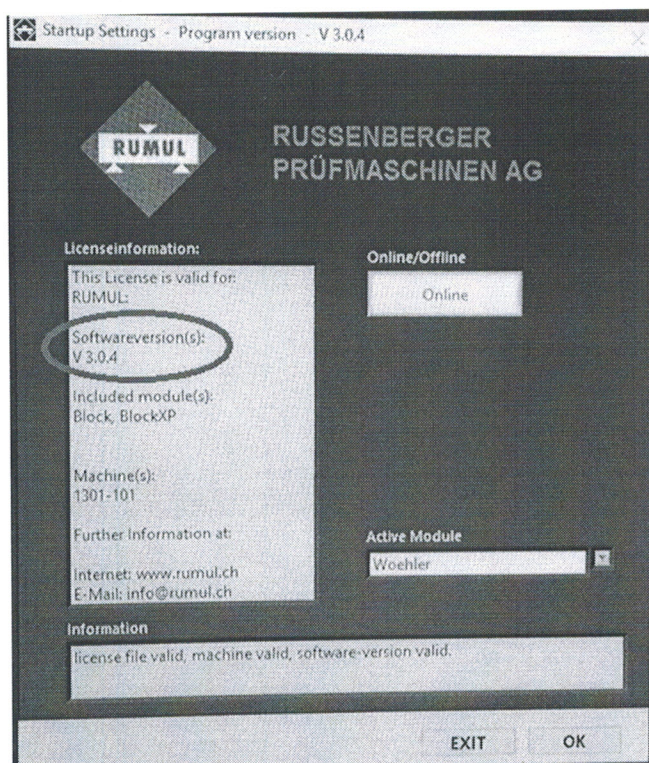 Startup Settings - Program version - V 3.0.4
RUMUL
RUSSENBERGER
PRÜFMASCHINEN AG
Licenseinformation:
This License is valid for:
RUMUL:
Softwareversion(s):
V 3.0.4
Included module(s):
Block, BlockXP
Machine(s):
1301-101
Further Information at:
Internet: www.rumul.ch
E-Mail: info@rumul.ch
Online/Offline
Online
Active Module
Woehler
Information
license file valid, machine valid, software-version valid.
EXIT
OK